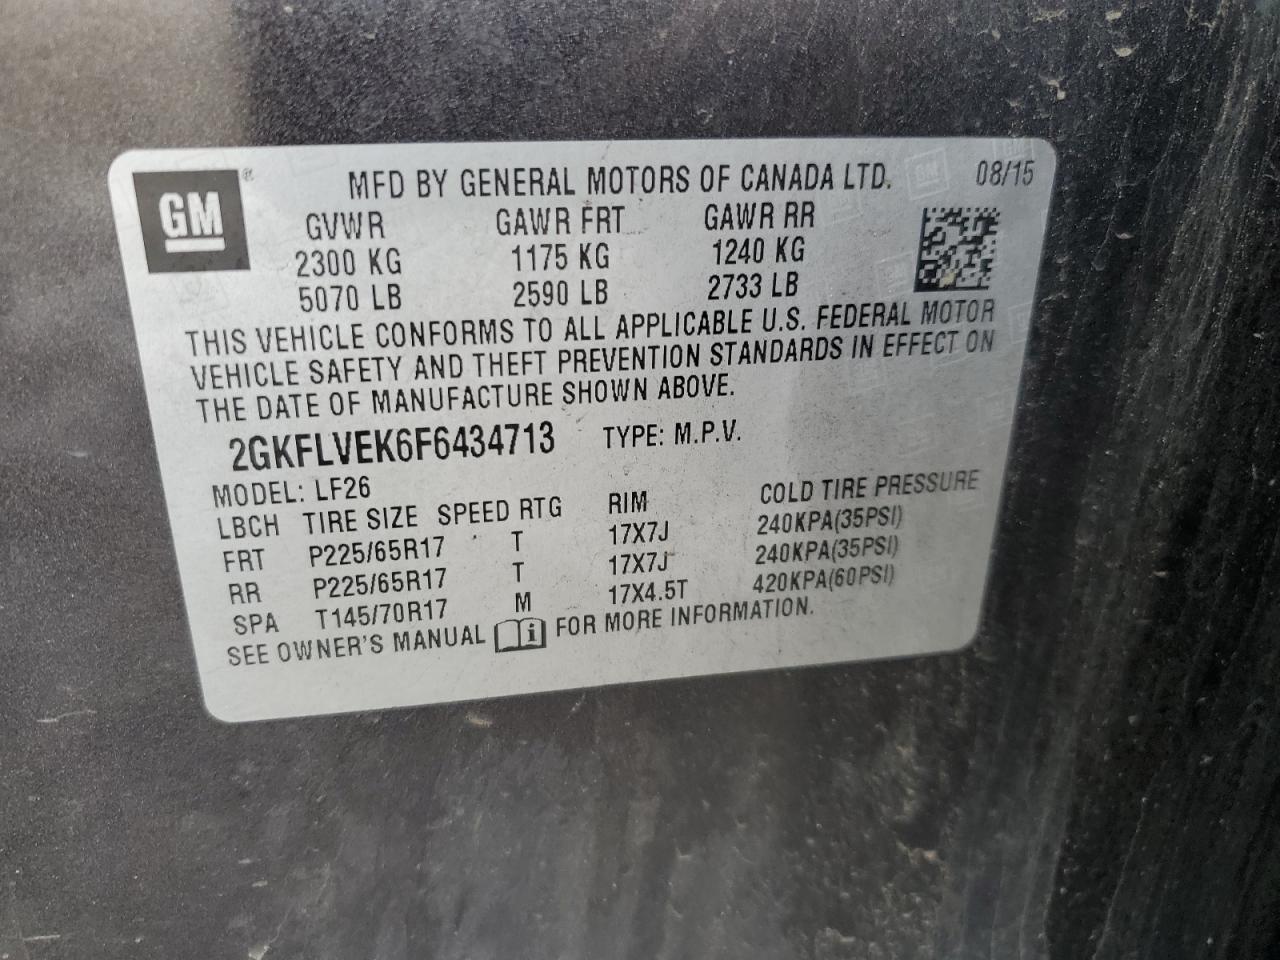 GM ® MFD BY GENERAL MOTORS OF CANADA LTD. 08/15
GVWR GAWR FRT GAWR RR
2300 KG 1175 KG 1240 KG
5070 LB 2590 LB 2733 LB
THIS VEHICLE CONFORMS TO ALL APPLICABLE U.S. FEDERAL MOTOR
VEHICLE SAFETY AND THEFT PREVENTION STANDARDS IN EFFECT ON
THE DATE OF MANUFACTURE SHOWN ABOVE.
2GKFLVEK6F6434713 TYPE: M.P.V.
MODEL: LF26
LBCH TIRE SIZE SPEED RTG RIM COLD TIRE PRESSURE
FRT P225/65R17 T 17X7J 240KPA(35PSI)
RR P225/65R17 T 17X7J 240KPA(35PSI)
SPA T145/70R17 M 17X4.5T 420KPA(60PSI)
SEE OWNER'S MANUAL i FOR MORE INFORMATION.